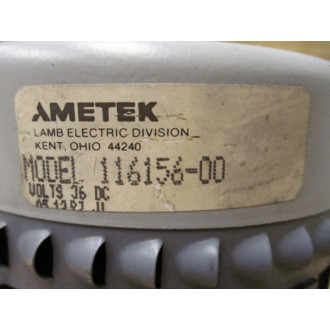 AMETEK
LAMB ELECTRIC DIVISION
KENT, OHIO 44240
MODEL 116156-00
VOLTS 36 DC